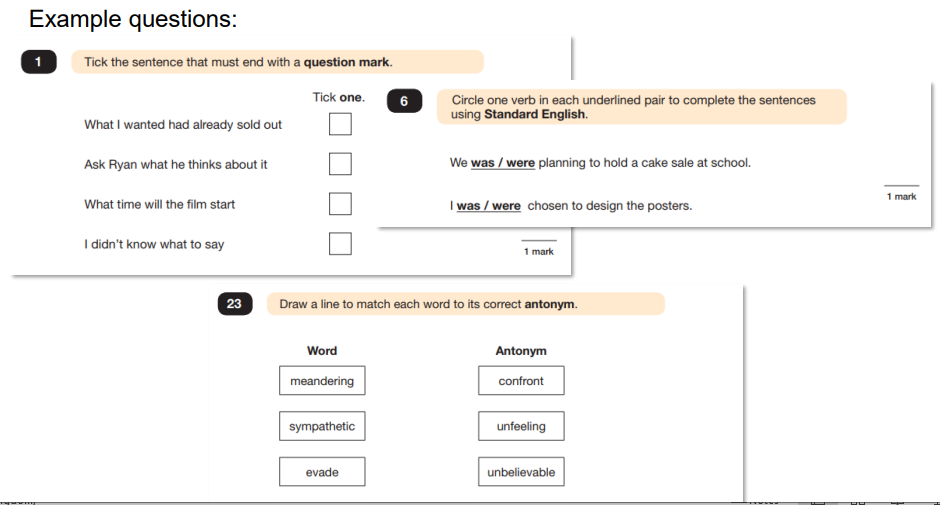 Example questions:
1
Tick the sentence that must end with a question mark.
Tick one.
What I wanted had already sold out
Ask Ryan what he thinks about it
What time will the film start
I didn't know what to say
1 mark
6
Circle one verb in each underlined pair to complete the sentences
using Standard English.
We was / were planning to hold a cake sale at school.
I was / were chosen to design the posters.
1 mark
23
Draw a line to match each word to its correct antonym.
Word Antonym
meandering confront
sympathetic unfeeling
evade unbelievable